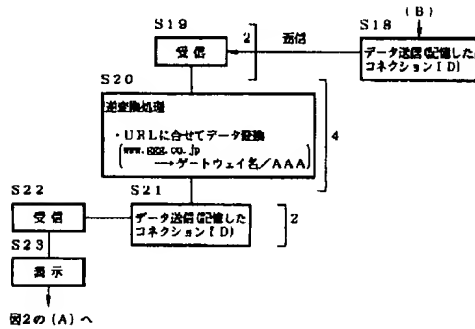 (B)
S19
S18
2
受信
返信
データ送信(記憶した
コネクションID)
S20
逆変換処理
・URLに合せてデータ置換
www.ggg.co.jp
→ゲートウェイ名/AAA
4
S22
S21
受信
データ送信(記憶した
コネクションID)
2
S23
掲示
図2の(A)へ